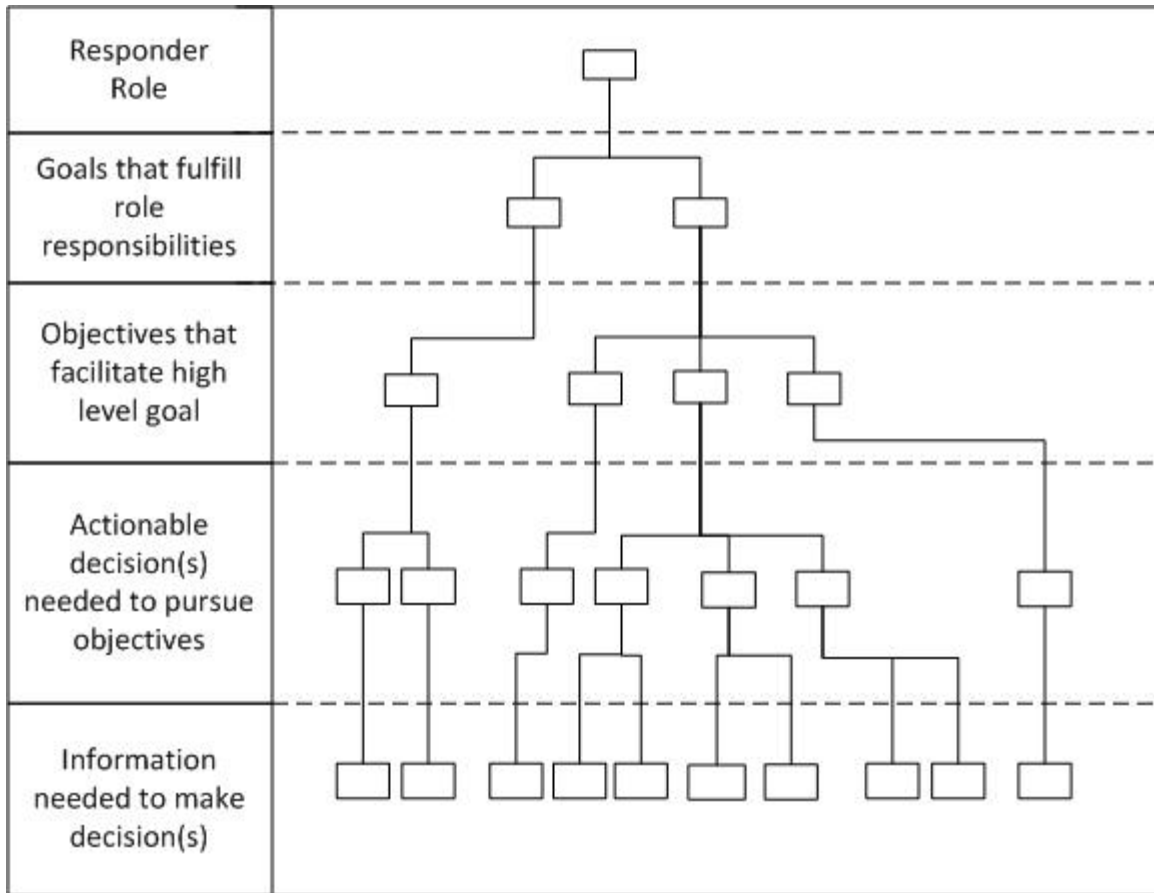 Responder
Role
Goals that fulfill
role
responsibilities
Objectives that
facilitate high
level goal
Actionable
decision(s)
needed to pursue
objectives
Information
needed to make
decision(s)